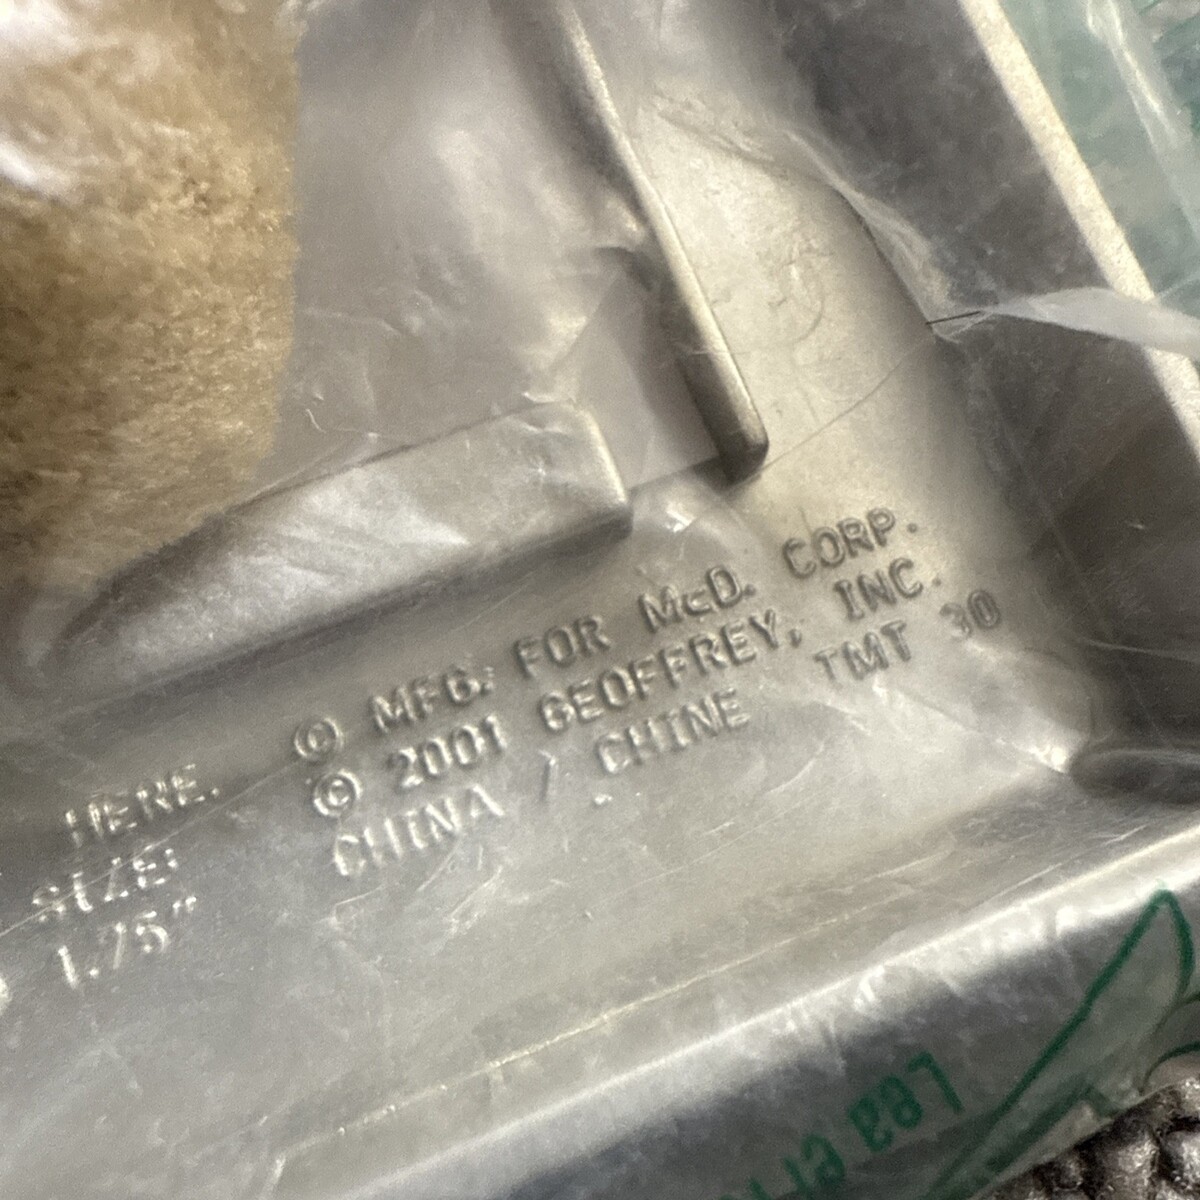 HERE.
SIZE:
1.75"
© MFG. FOR McD. CORP.
© 2001 GEOFFREY, INC.
CHINA / CHINE TMT 30